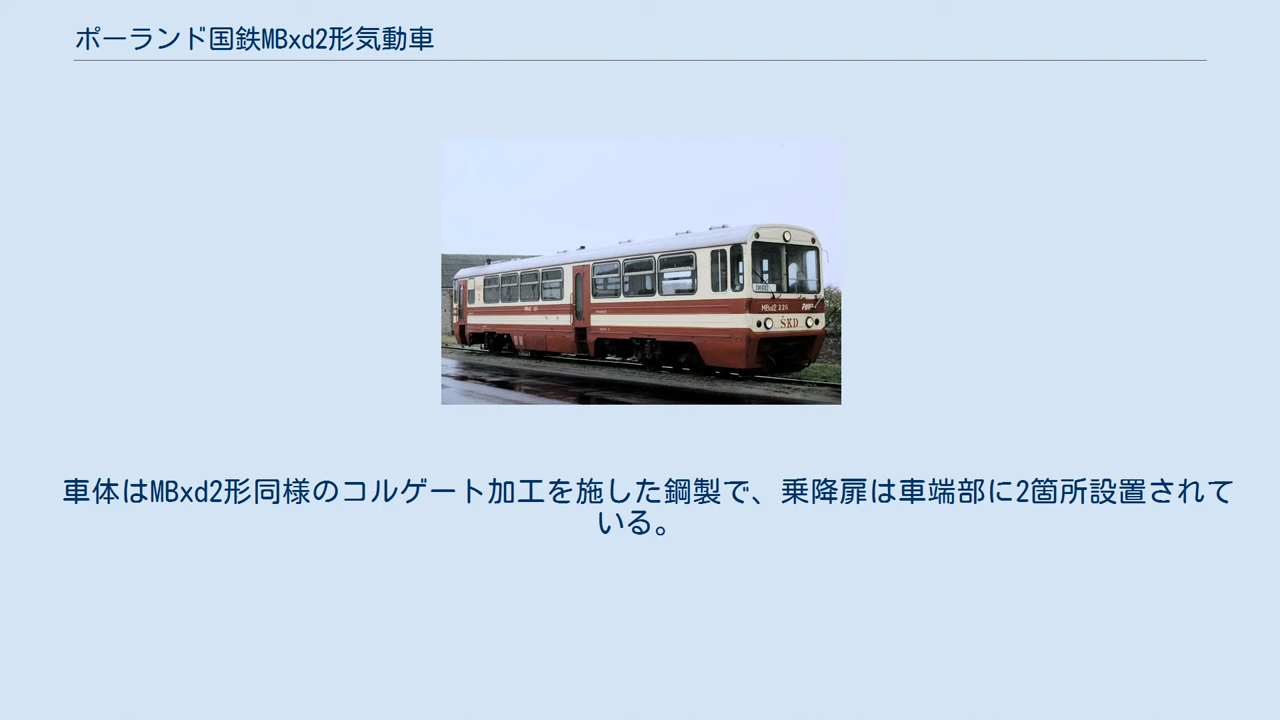 ポーランド国鉄MBxd2形気動車
MBxd2 226
ŠKD
車体はMBxd2形同様のコルゲート加工を施した鋼製で、乗降扉は車端部に2箇所設置されて
いる。